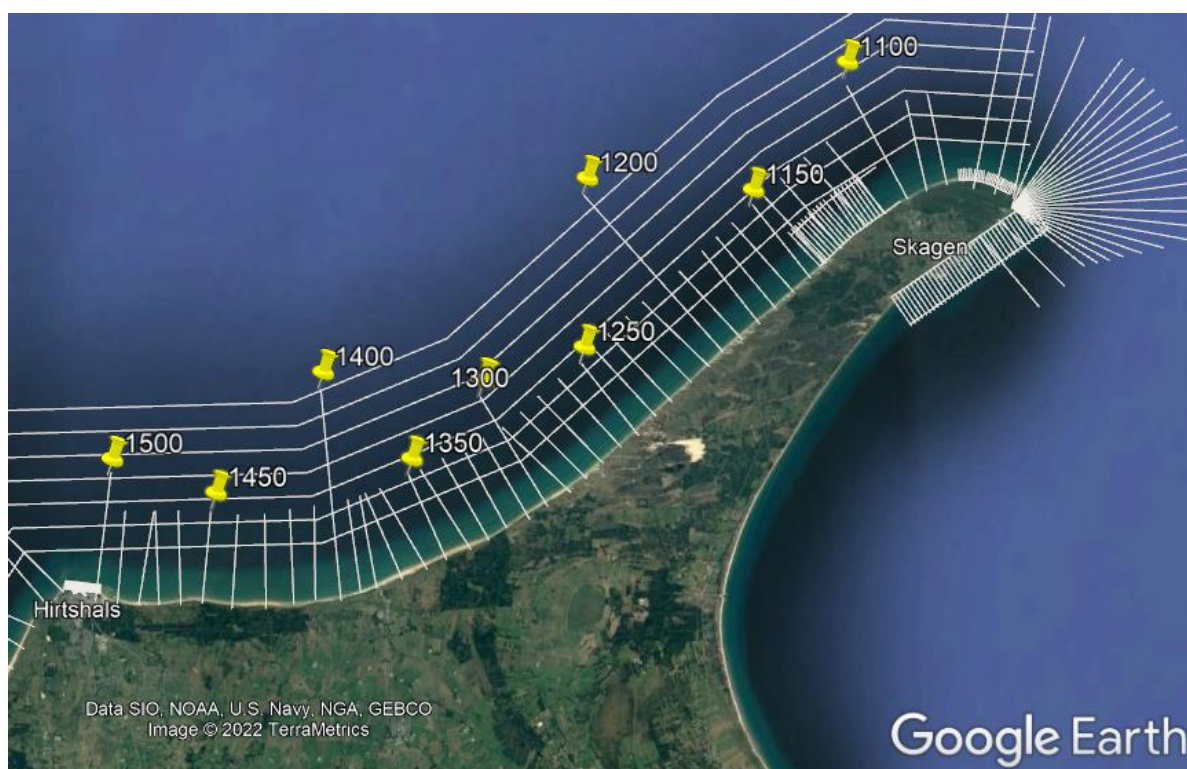 1100
1200
1150
Skagen
1250
1400
1300
1350
1500
1450
Hirtshals
Data SIO, NOAA, U.S. Navy, NGA, GEBCO
Image © 2022 TerraMetrics
Google Earth